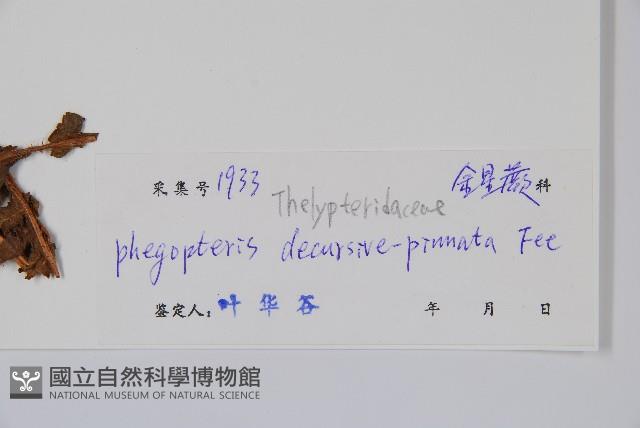 采集号 1933 金星蕨 科
Thelypteridaceae
phegopteris decursive-pinnata Fee
鉴定人: 叶华谷 年 月 日
國立自然科學博物館
NATIONAL MUSEUM OF NATURAL SCIENCE